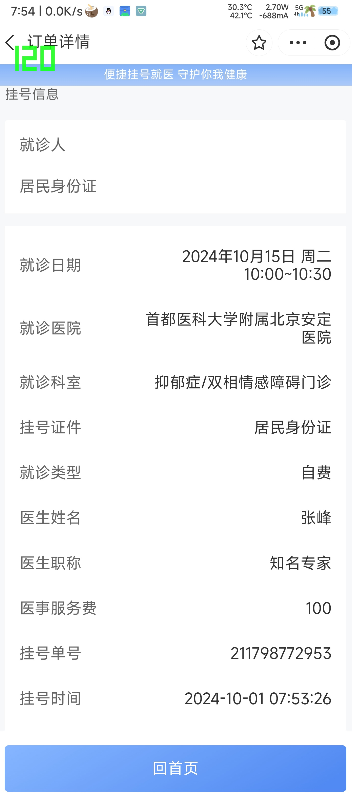 7:54 | 0.0K/s
30.3°C 2.70W 5G
42.1°C -688mA
55
订单详情
120
便捷挂号就医 守护你我健康
挂号信息
就诊人
居民身份证
就诊日期 2024年10月15日 周二
10:00~10:30
就诊医院 首都医科大学附属北京安定
医院
就诊科室 抑郁症/双相情感障碍门诊
挂号证件 居民身份证
就诊类型 自费
医生姓名 张峰
医生职称 知名专家
医事服务费 100
挂号单号 211798772953
挂号时间 2024-10-01 07:53:26
回首页